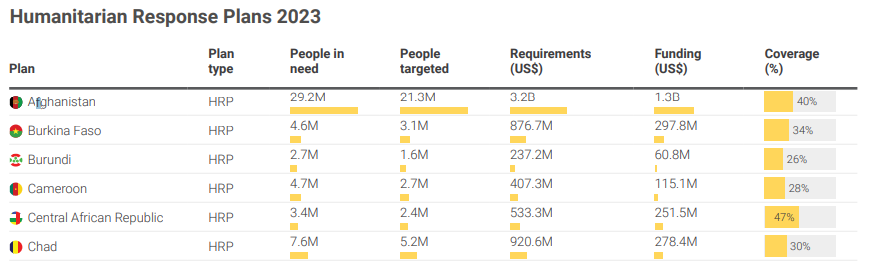 Humanitarian Response Plans 2023
Plan Plan type People in need People targeted Requirements (US$) Funding (US$) Coverage (%)
Afghanistan HRP 29.2M 21.3M 3.2B 1.3B 40%
Burkina Faso HRP 4.6M 3.1M 876.7M 297.8M 34%
Burundi HRP 2.7M 1.6M 237.2M 60.8M 26%
Cameroon HRP 4.7M 2.7M 407.3M 115.1M 28%
Central African Republic HRP 3.4M 2.4M 533.3M 251.5M 47%
Chad HRP 7.6M 5.2M 920.6M 278.4M 30%